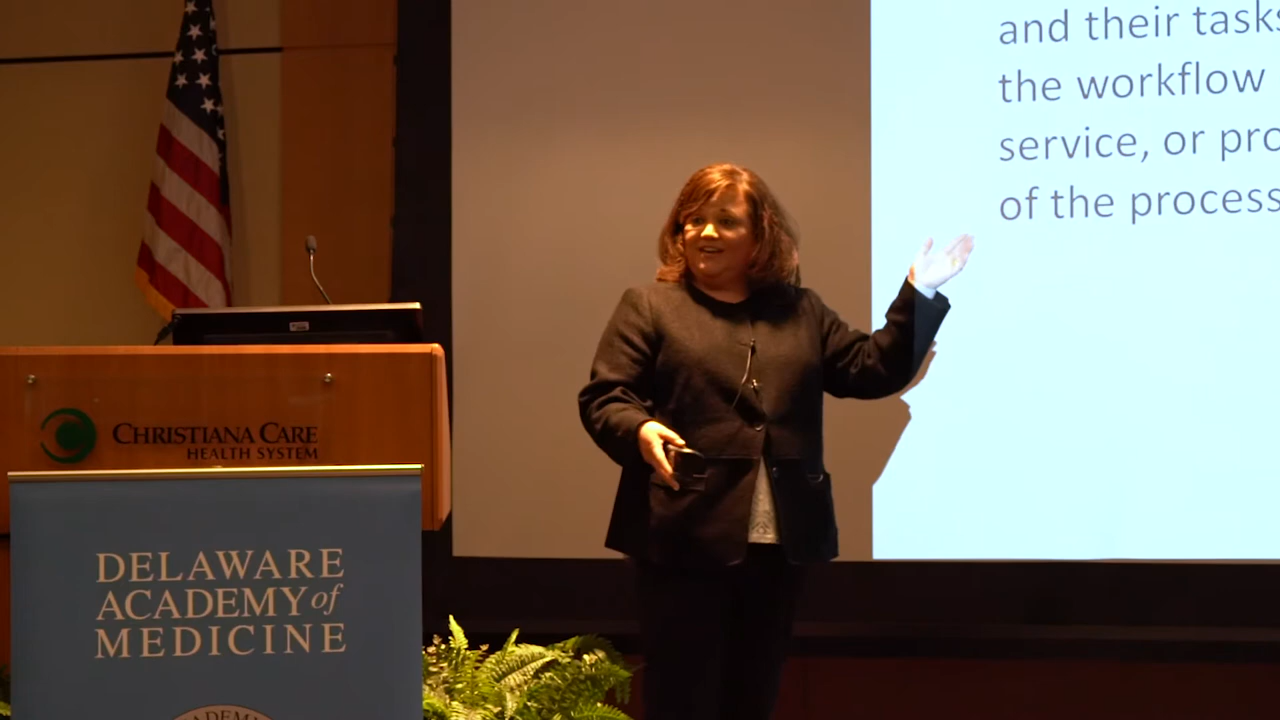 and their tasks
the workflow
service, or pro
of the process
CHRISTIANA CARE
HEALTH SYSTEM
DELAWARE
ACADEMY of
MEDICINE